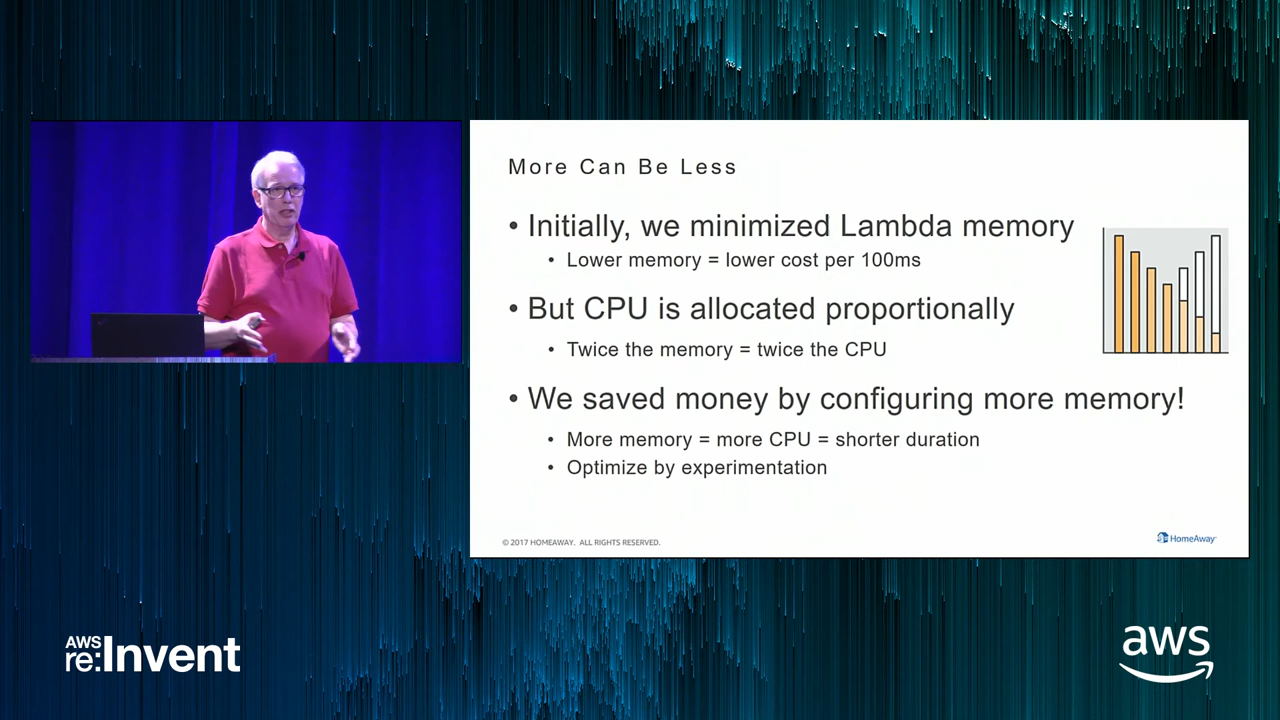 More Can Be Less
• Initially, we minimized Lambda memory
• Lower memory = lower cost per 100ms
• But CPU is allocated proportionally
• Twice the memory = twice the CPU
• We saved money by configuring more memory!
• More memory = more CPU = shorter duration
• Optimize by experimentation
© 2017 HOMEAWAY. ALL RIGHTS RESERVED.
HomeAway
AWS
re:Invent
aws